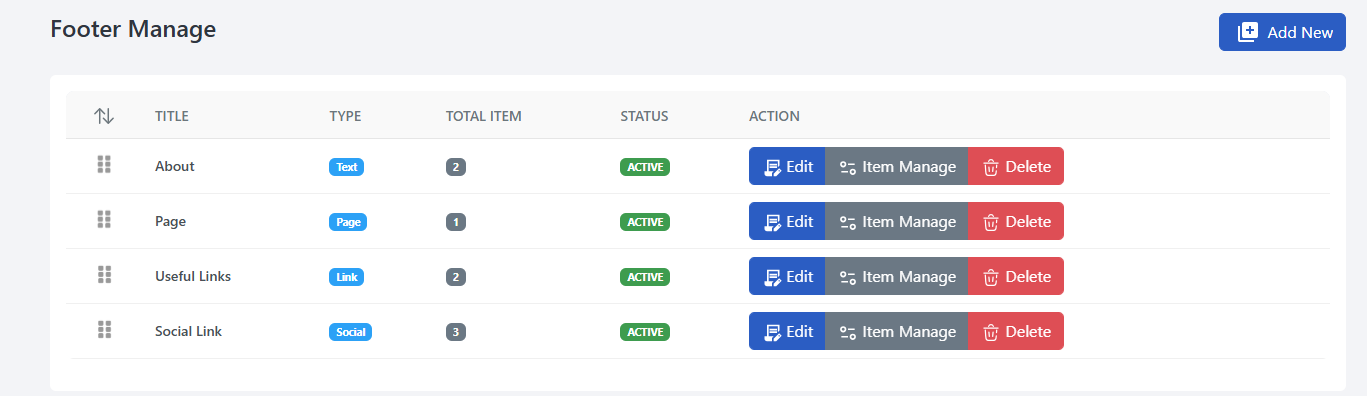 Footer Manage
Add New
TITLE TYPE TOTAL ITEM STATUS ACTION
About Text 2 ACTIVE Edit Item Manage Delete
Page Page 1 ACTIVE Edit Item Manage Delete
Useful Links Link 2 ACTIVE Edit Item Manage Delete
Social Link Social 3 ACTIVE Edit Item Manage Delete